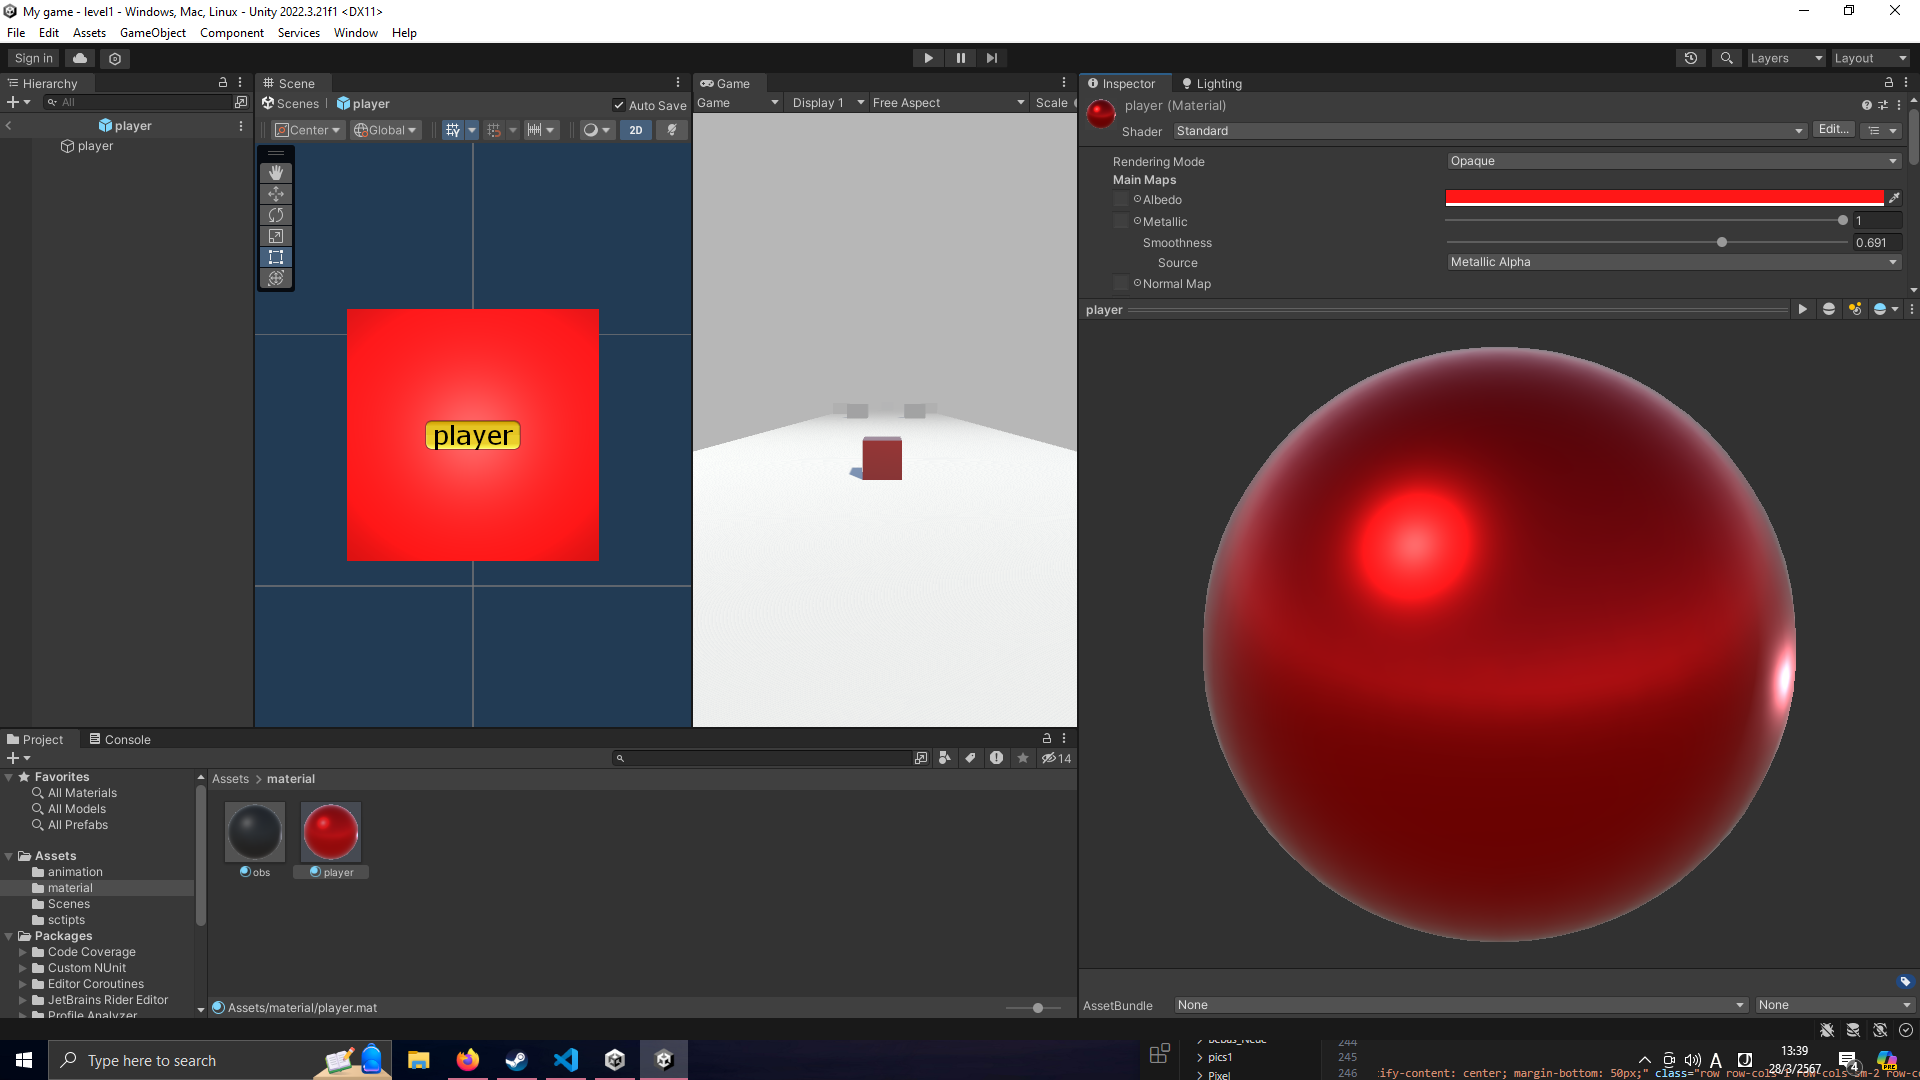 My game - level1 - Windows, Mac, Linux - Unity 2022.3.21f1 <DX11>
File Edit Assets GameObject Component Services Window Help
Sign in
Layers
Layout
Hierarchy
All
player
player
Scene
Scenes
player
Auto Save
Center
Global
2D
player
Game
Game
Display 1
Free Aspect
Scale
Inspector
Lighting
player (Material)
Shader
Standard
Edit...
Rendering Mode
Opaque
Main Maps
Albedo
Metallic
1
Smoothness
0.691
Source
Metallic Alpha
Normal Map
player
AssetBundle
None
None
Project
Console
14
Favorites
All Materials
All Models
All Prefabs
Assets
animation
material
Scenes
sctipts
Packages
Code Coverage
Custom NUnit
Editor Coroutines
JetBrains Rider Editor
Profile Analyzer
Assets > material
obs
player
Assets/material/player.mat
Type here to search
pics1
Pixel
244
245
246
ify-content: center; margin-bottom: 50px;" class="row row-cols-1 row-cols-sm-2 row-co
A
13:39
28/3/2567
4
PRE